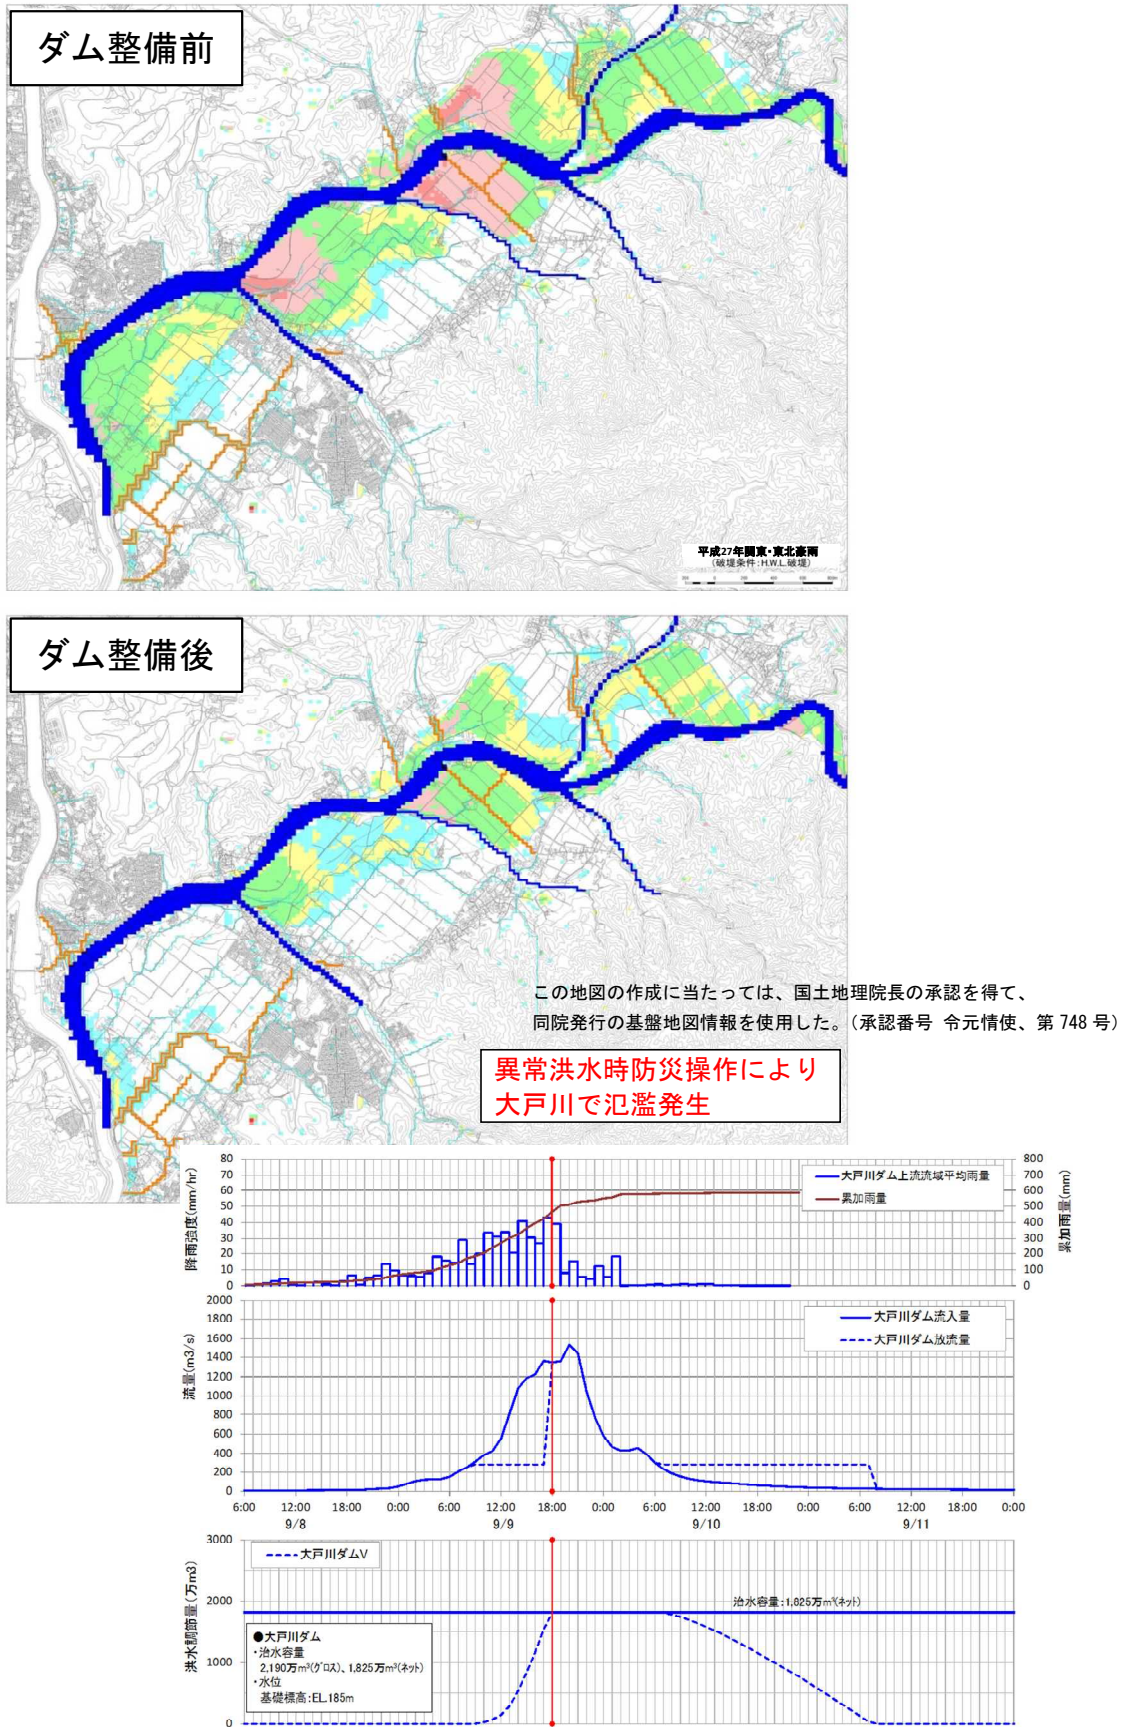 ダム整備前
平成27年関東・東北豪雨
(破堤条件:H.W.L.破堤)
ダム整備後
この地図の作成に当たっては、国土地理院長の承認を得て、
同院発行の基盤地図情報を使用した。(承認番号 令元情使、第 748 号)
異常洪水時防災操作により
大戸川で氾濫発生
降雨強度(mm/hr)
80
70
60
50
40
30
20
10
0
大戸川ダム上流流域平均雨量
累加雨量
800
700
600
500
400
300
200
100
0
累加雨量(mm)
流量(m3/s)
2000
1800
1600
1400
1200
1000
800
600
400
200
0
大戸川ダム流入量
大戸川ダム放流量
6:00 12:00 18:00 0:00 6:00 12:00 18:00 0:00 6:00 12:00 18:00 0:00 6:00 12:00 18:00 0:00
9/8 9/9 9/10 9/11
洪水調節量(万m3)
3000
2000
1000
0
大戸川ダムV
治水容量:1,825万m³(ネット)
●大戸川ダム
・治水容量
2,190万m³(グロス)、1,825万m³(ネット)
・水位
基礎標高:EL.185m